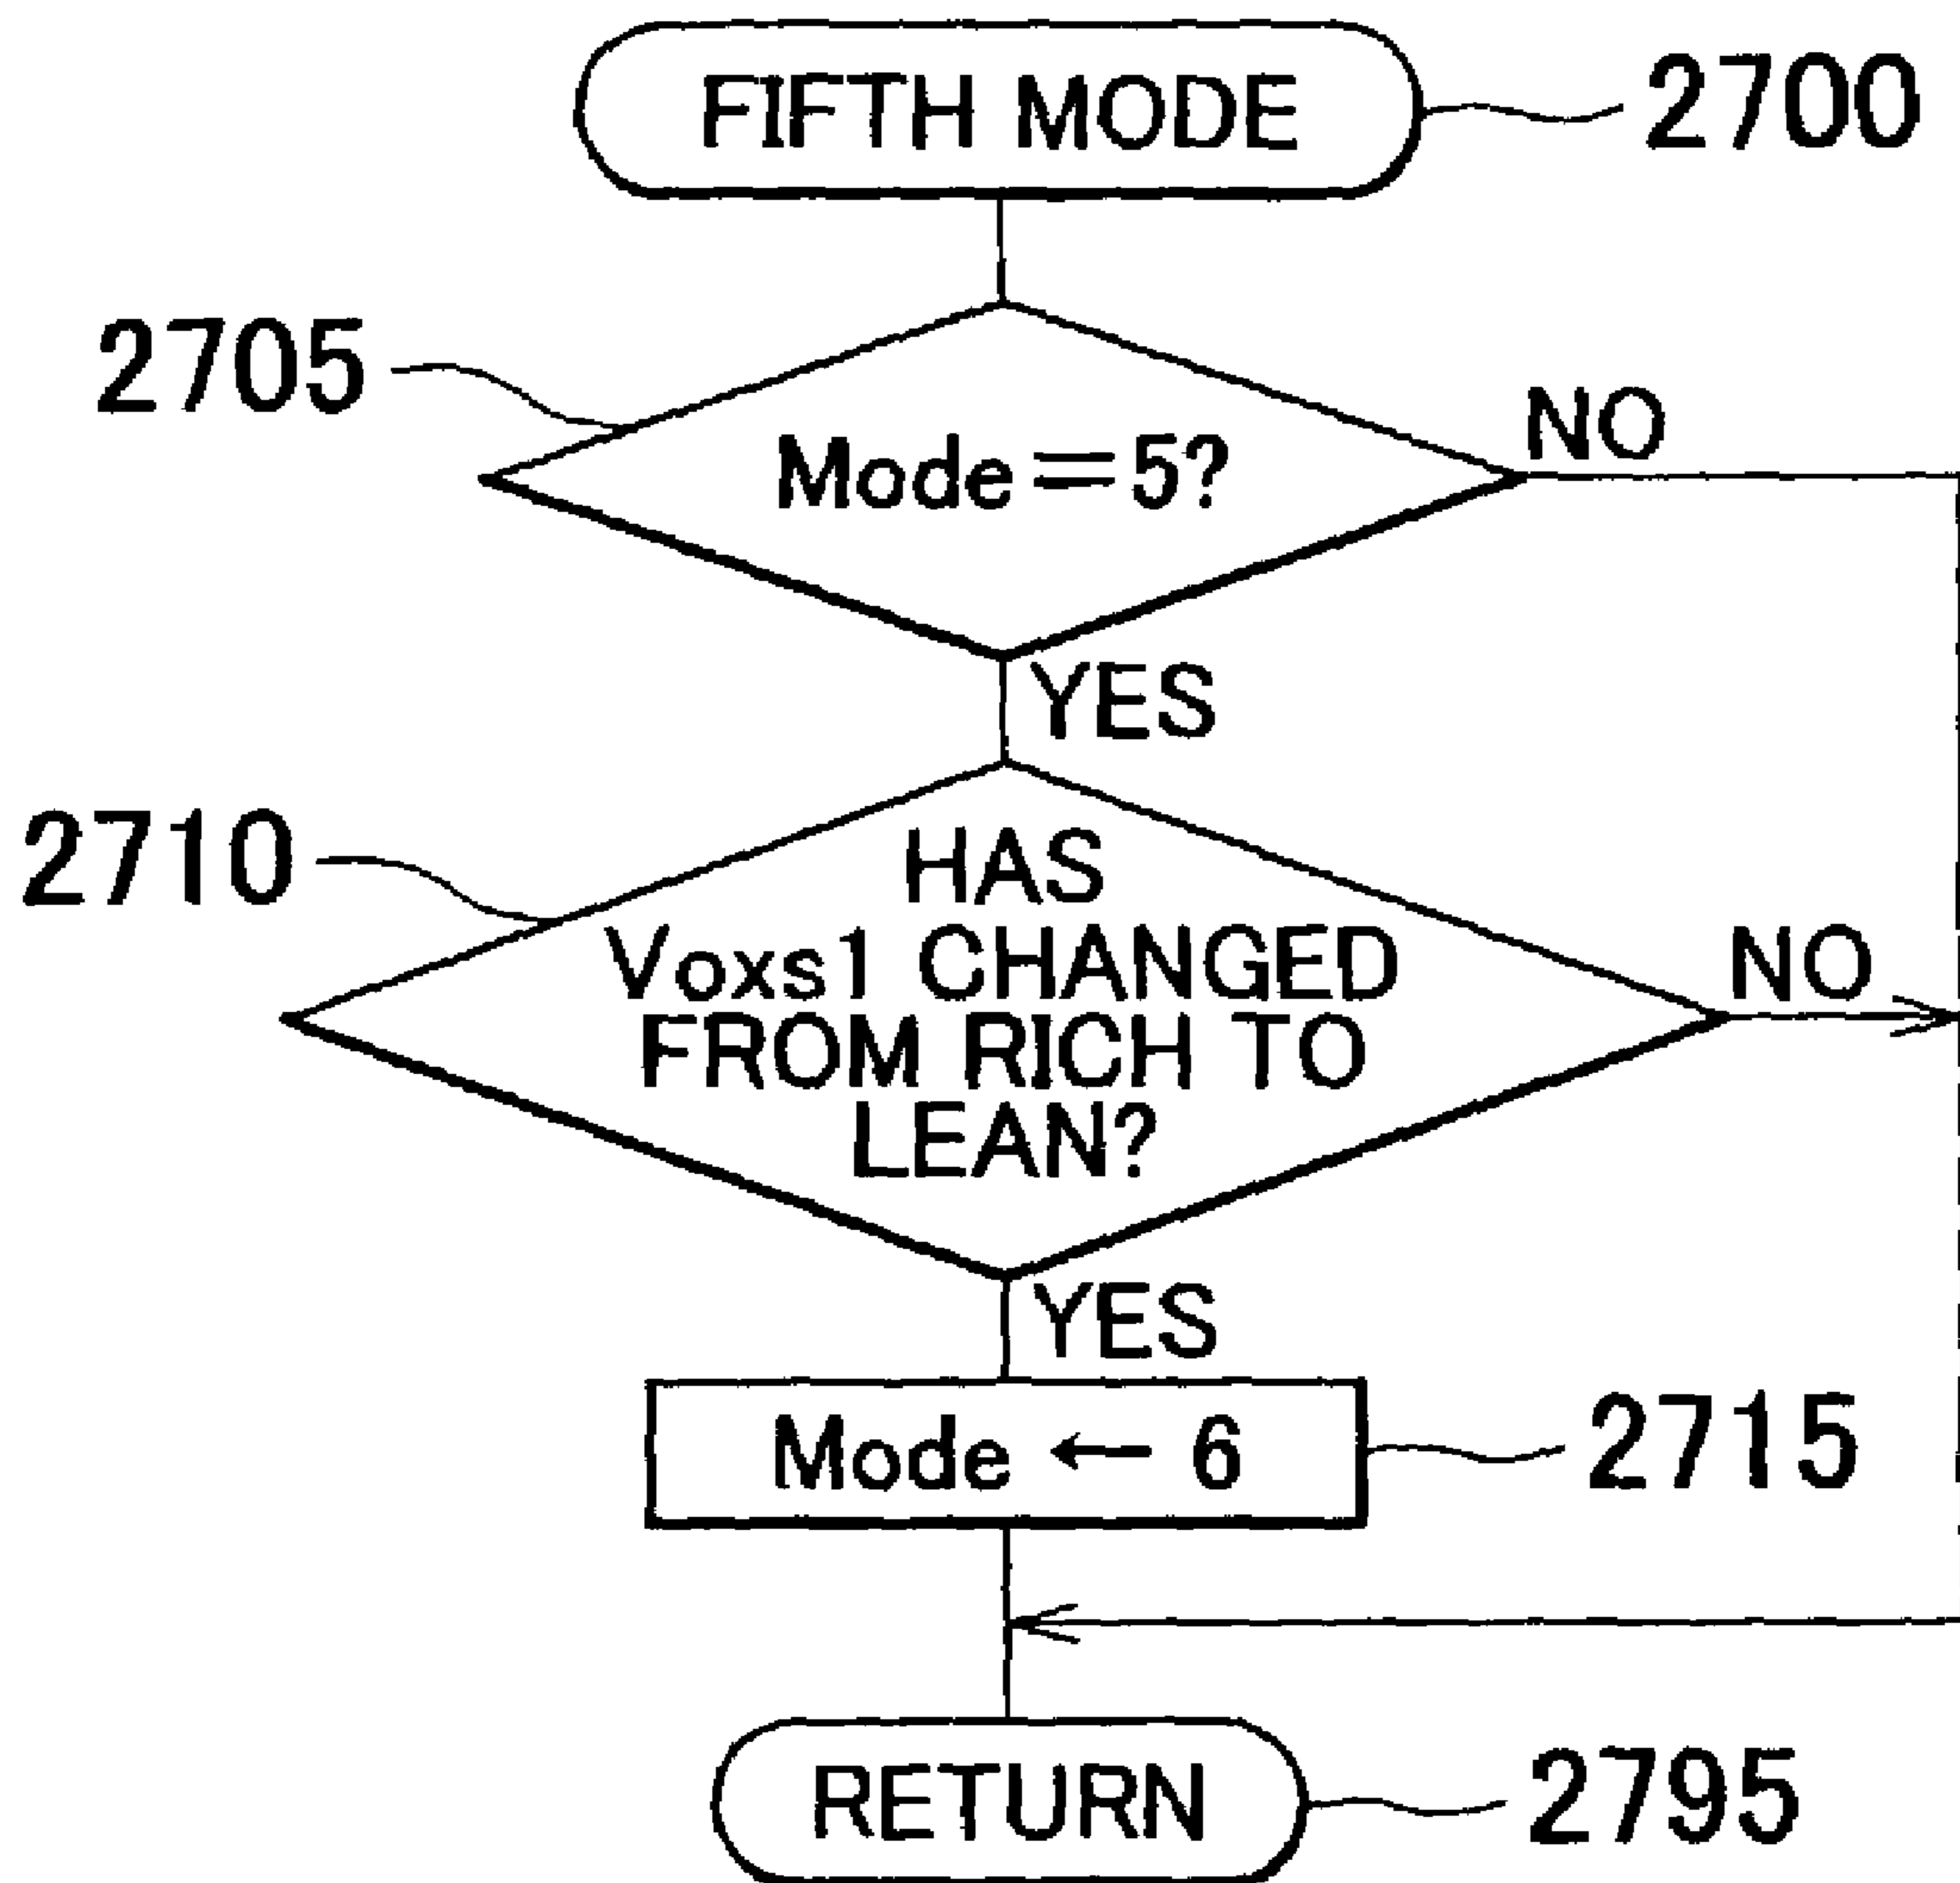 FIFTH MODE
2700
2705
Mode=5?
NO
YES
2710
HAS
Voxs1 CHANGED
FROM RICH TO
LEAN?
NO
YES
Mode ← 6
2715
RETURN
2795